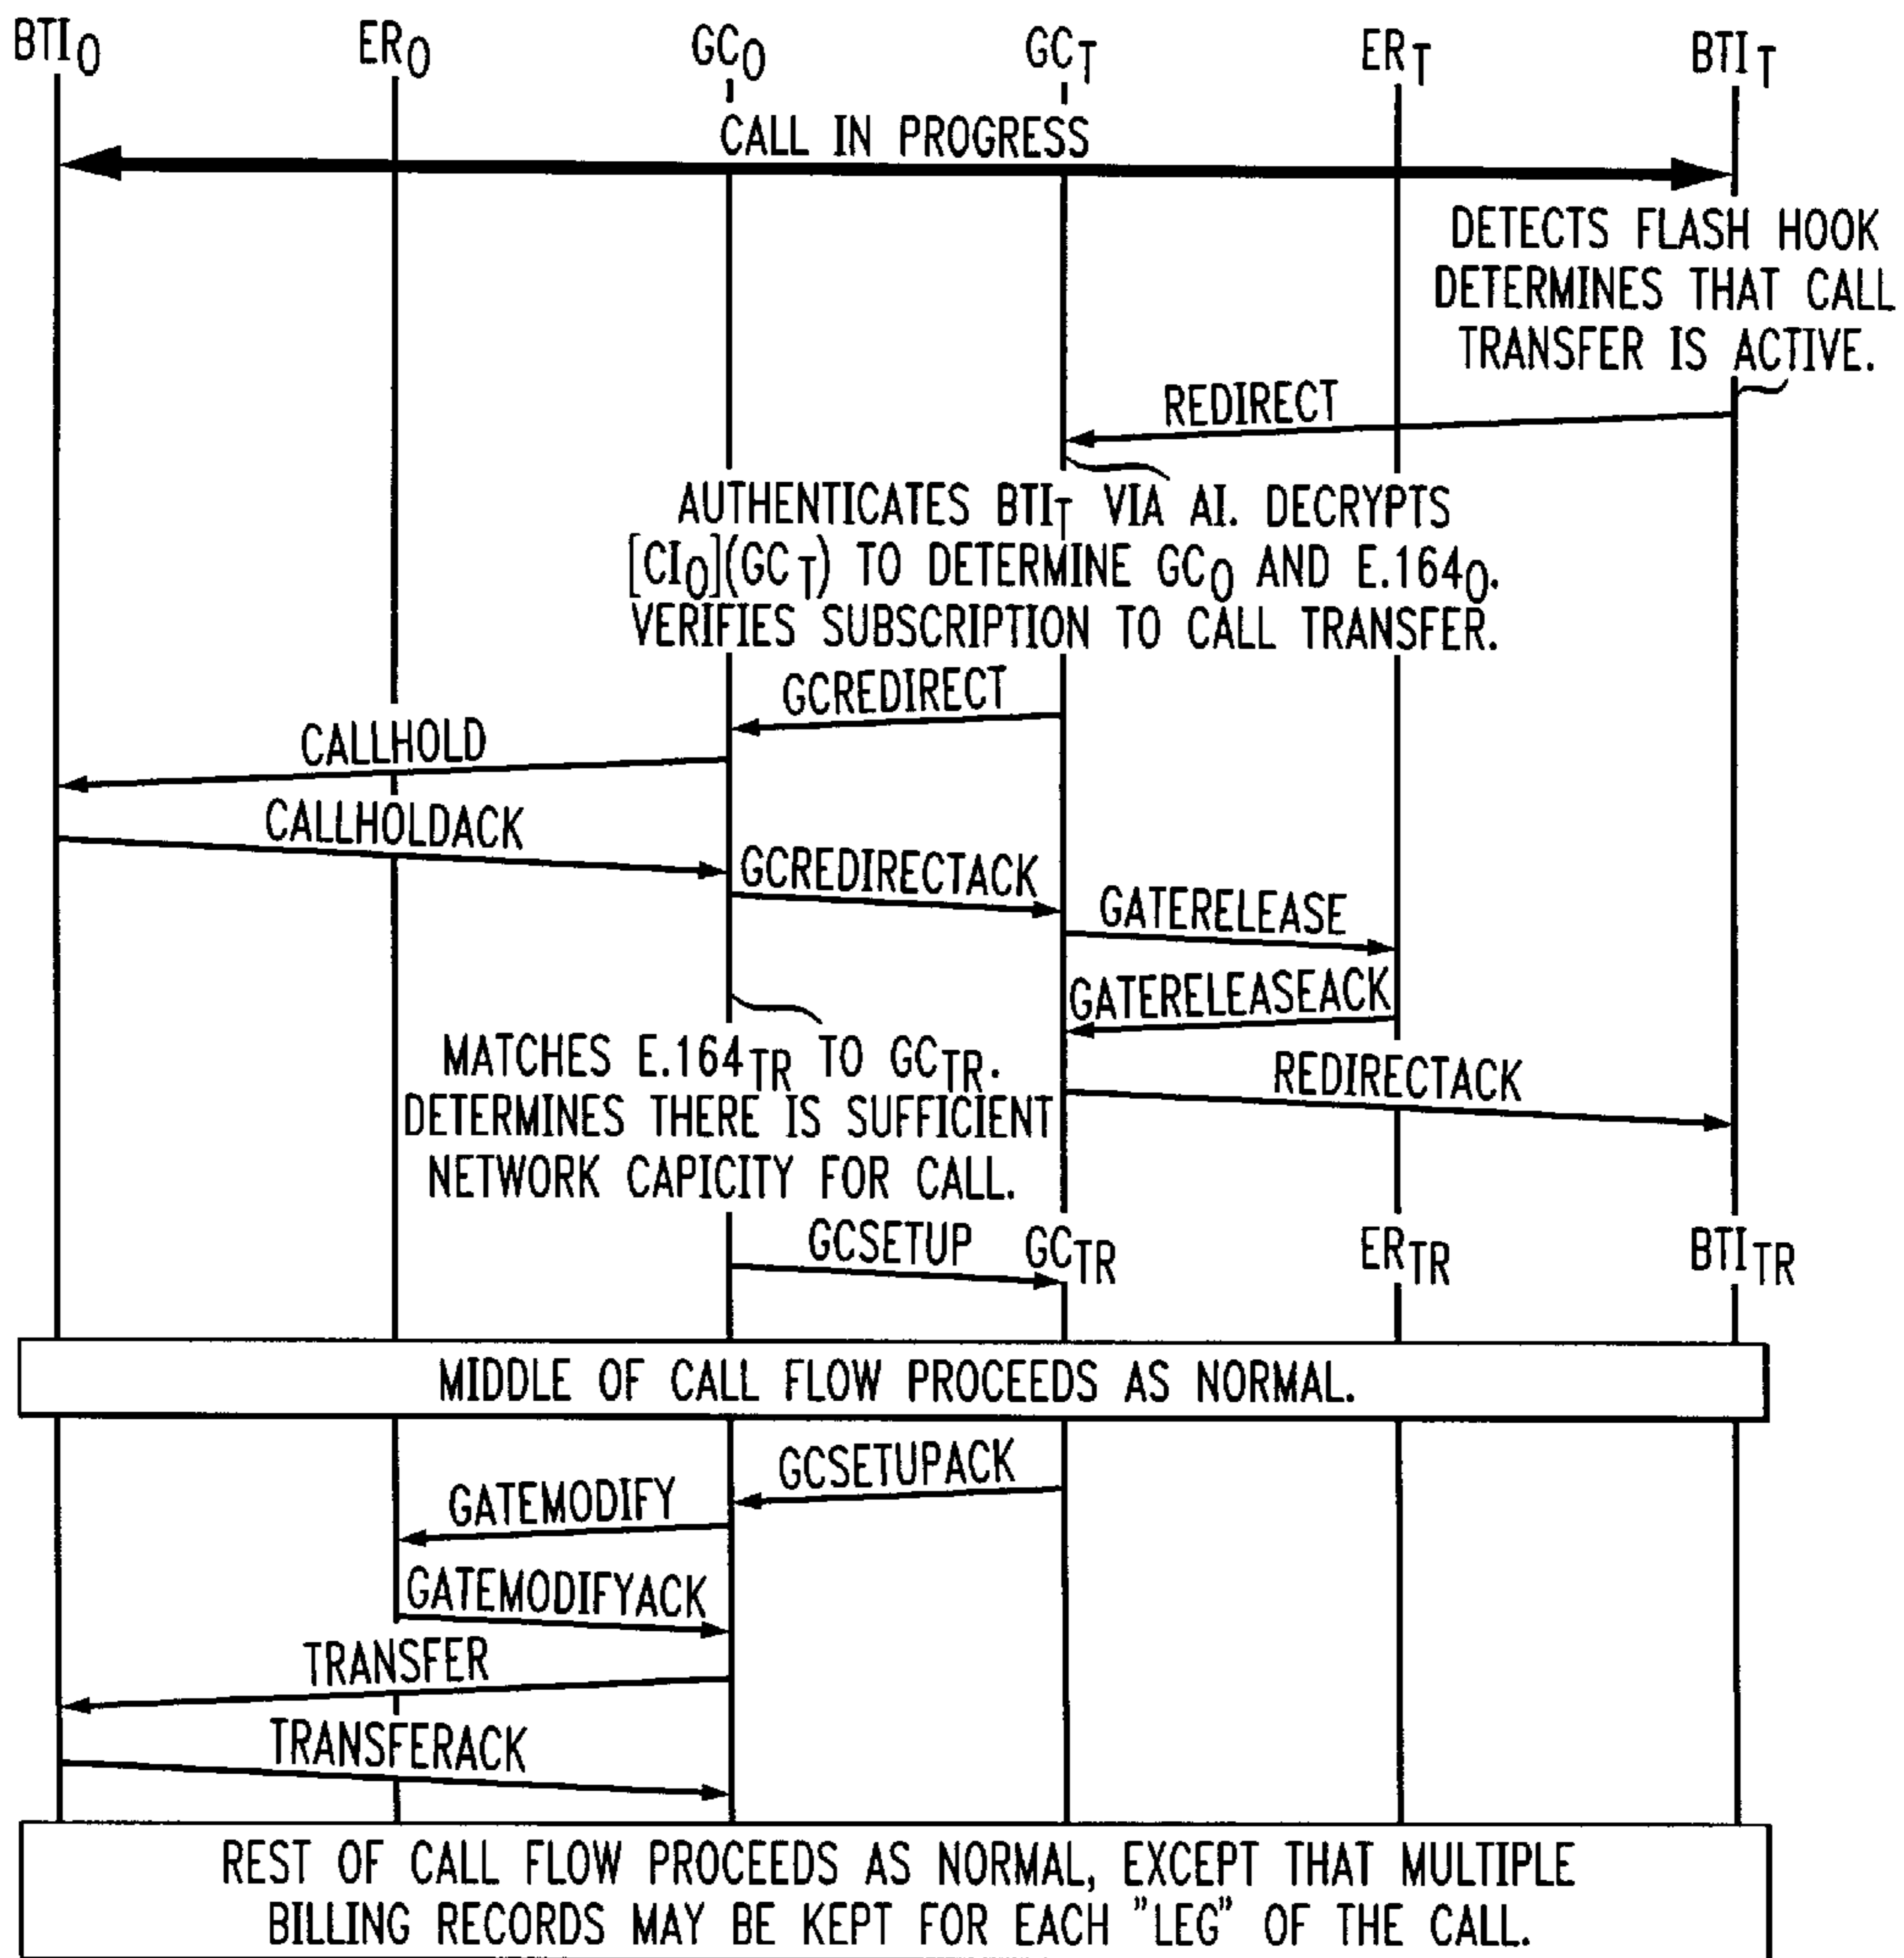 BTIO ERO GCO GCT ERT BTIT
CALL IN PROGRESS
DETECTS FLASH HOOK
DETERMINES THAT CALL
TRANSFER IS ACTIVE.
REDIRECT
AUTHENTICATES BTIT VIA AI. DECRYPTS
[CIO](GCT) TO DETERMINE GCO AND E.164O.
VERIFIES SUBSCRIPTION TO CALL TRANSFER.
GCREDIRECT
CALLHOLD
CALLHOLDACK
GCREDIRECTACK
GATERELEASE
GATERELEASEACK
MATCHES E.164TR TO GCTR.
DETERMINES THERE IS SUFFICIENT
NETWORK CAPICITY FOR CALL.
REDIRECTACK
GCSETUP GCTR ERTR BTITR
MIDDLE OF CALL FLOW PROCEEDS AS NORMAL.
GCSETUPACK
GATEMODIFY
GATEMODIFYACK
TRANSFER
TRANSFERACK
REST OF CALL FLOW PROCEEDS AS NORMAL, EXCEPT THAT MULTIPLE
BILLING RECORDS MAY BE KEPT FOR EACH "LEG" OF THE CALL.